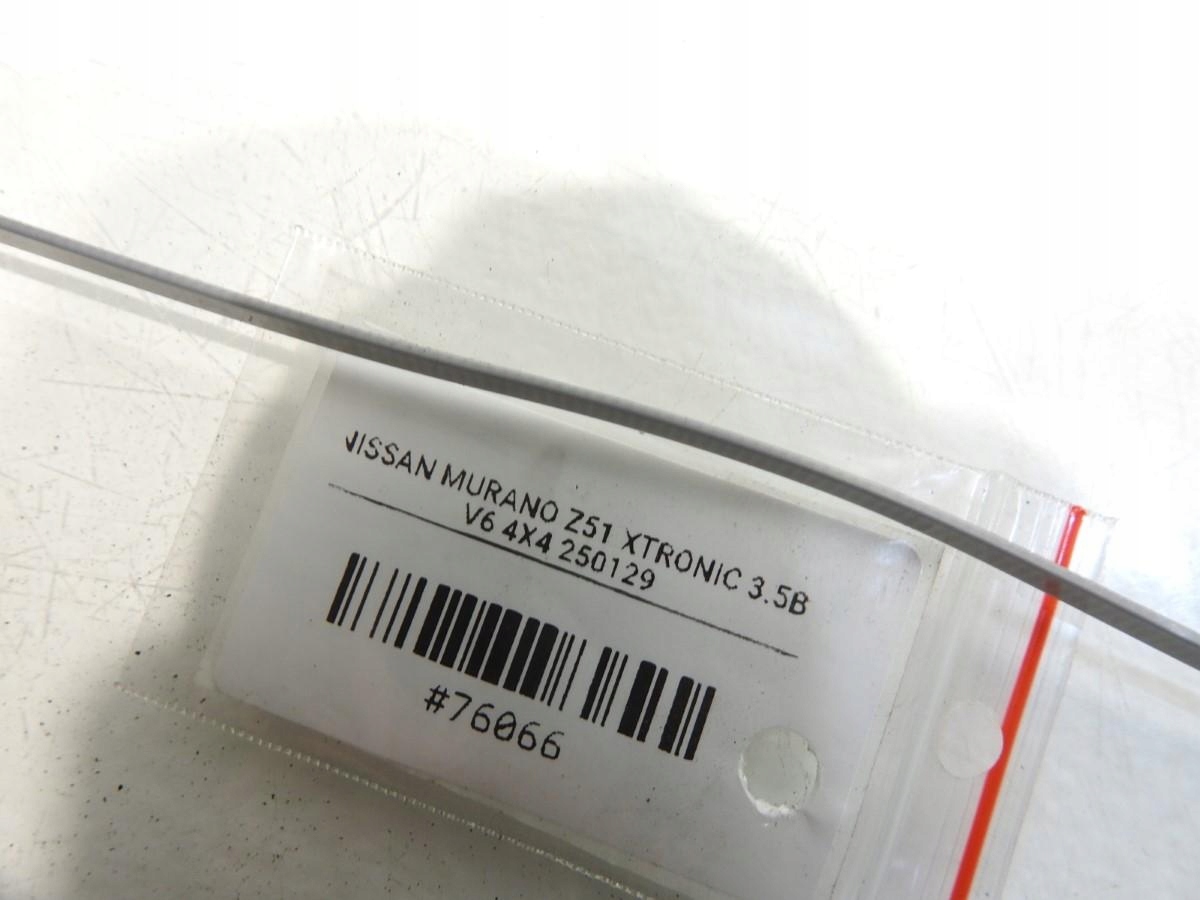 NISSAN MURANO Z51 XTRONIC 3.5B
V6 4X4 250129
#76066